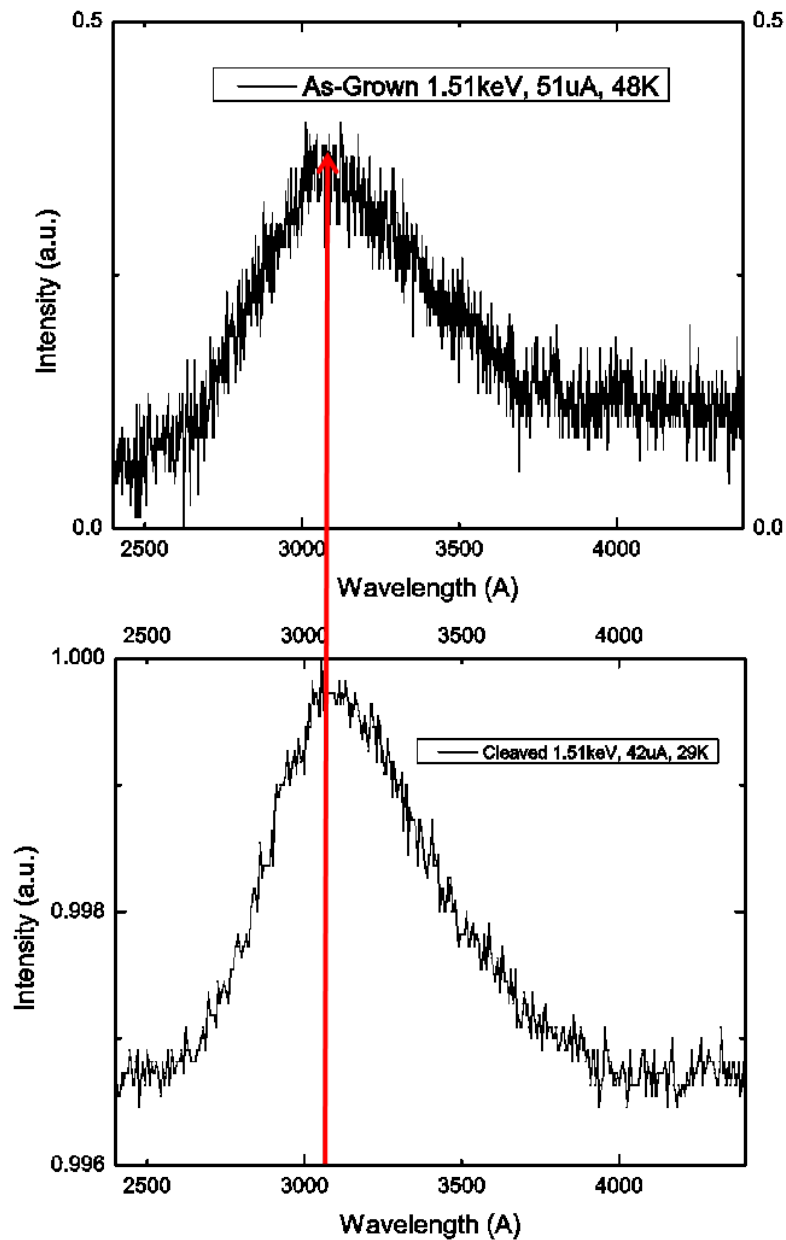 0.5 0.5
As-Grown 1.51keV, 51uA, 48K
Intensity (a.u.)
0.0 0.0
2500 3000 3500 4000
Wavelength (A)
2500 3000 3500 4000
1.000
Cleaved 1.51keV, 42uA, 29K
0.998
Intensity (a.u.)
0.996
2500 3000 3500 4000
Wavelength (A)